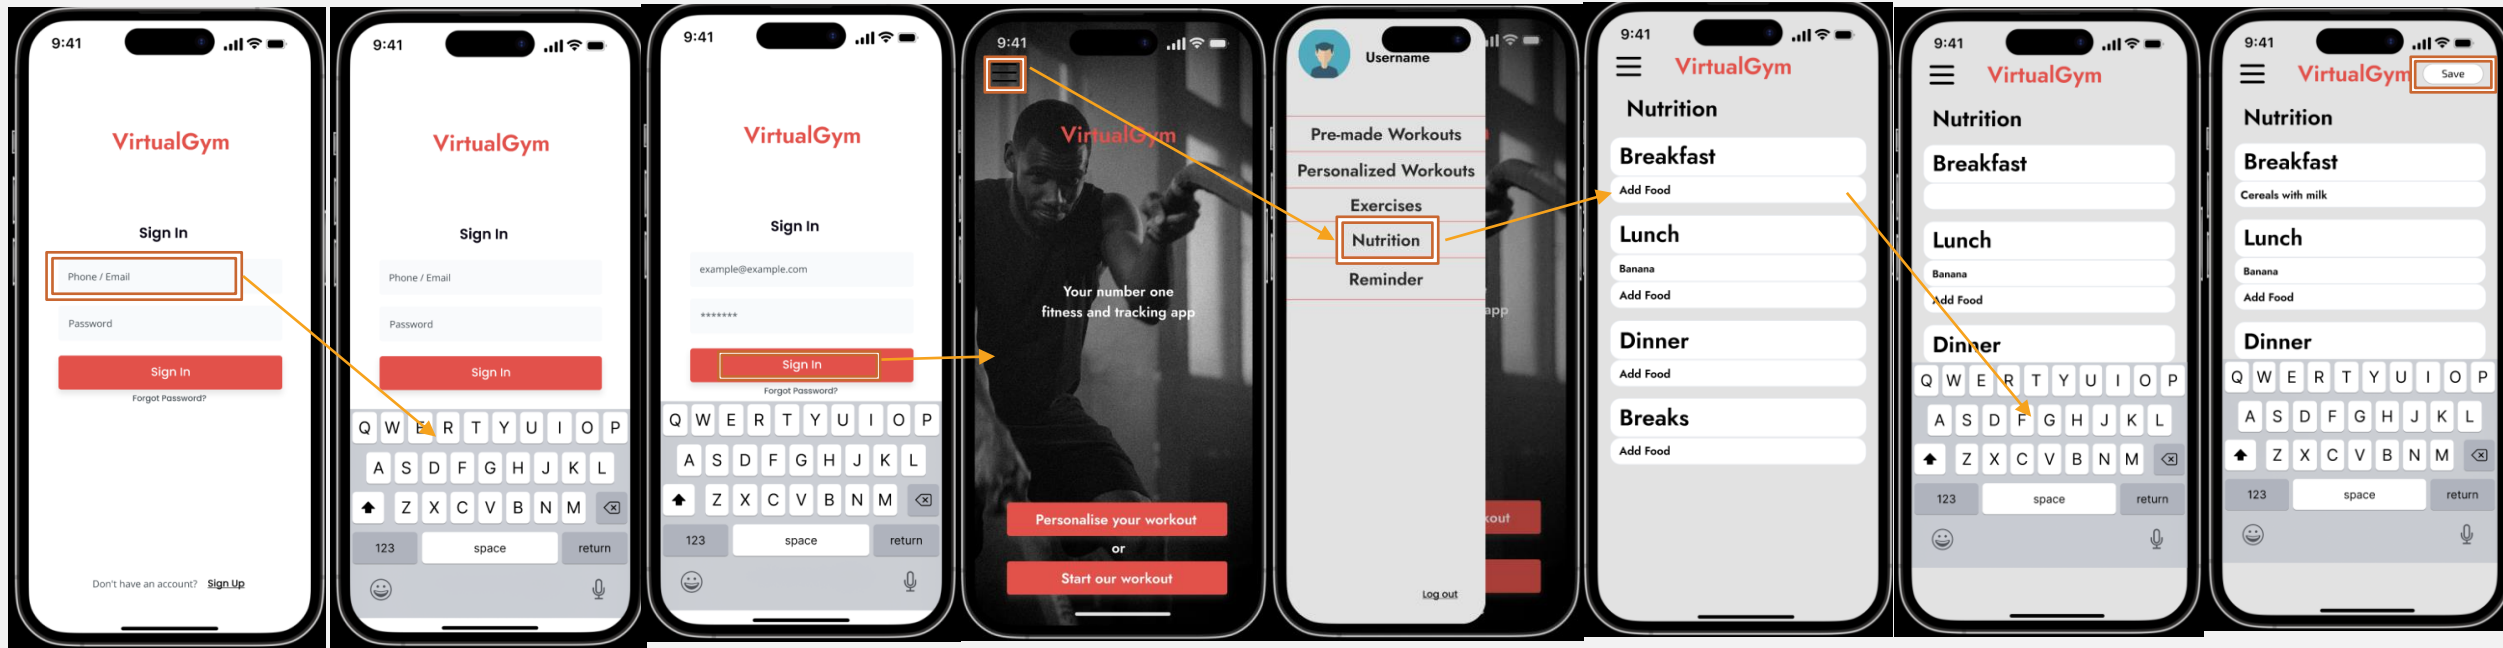 9:41
VirtualGym
Sign In
Phone / Email
Password
Sign In
Forgot Password?
Don't have an account? Sign Up
9:41
VirtualGym
Sign In
Phone / Email
Password
Sign In
Q W E R T Y U I O P
A S D F G H J K L
Z X C V B N M
123 space return
9:41
VirtualGym
Sign In
example@example.com
*******
Sign In
Forgot Password?
Q W E R T Y U I O P
A S D F G H J K L
Z X C V B N M
123 space return
9:41
VirtualGym
Your number one
fitness and tracking app
Personalise your workout
or
Start our workout
Username
Pre-made Workouts
Personalized Workouts
Exercises
Nutrition
Reminder
app
kout
Log out
9:41
VirtualGym
Nutrition
Breakfast
Add Food
Lunch
Banana
Add Food
Dinner
Add Food
Breaks
Add Food
9:41
VirtualGym
Nutrition
Breakfast
Lunch
Banana
Add Food
Dinner
Q W E R T Y U I O P
A S D F G H J K L
Z X C V B N M
123 space return
9:41
VirtualGym Save
Nutrition
Breakfast
Cereals with milk
Lunch
Banana
Add Food
Dinner
Q W E R T Y U I O P
A S D F G H J K L
Z X C V B N M
123 space return